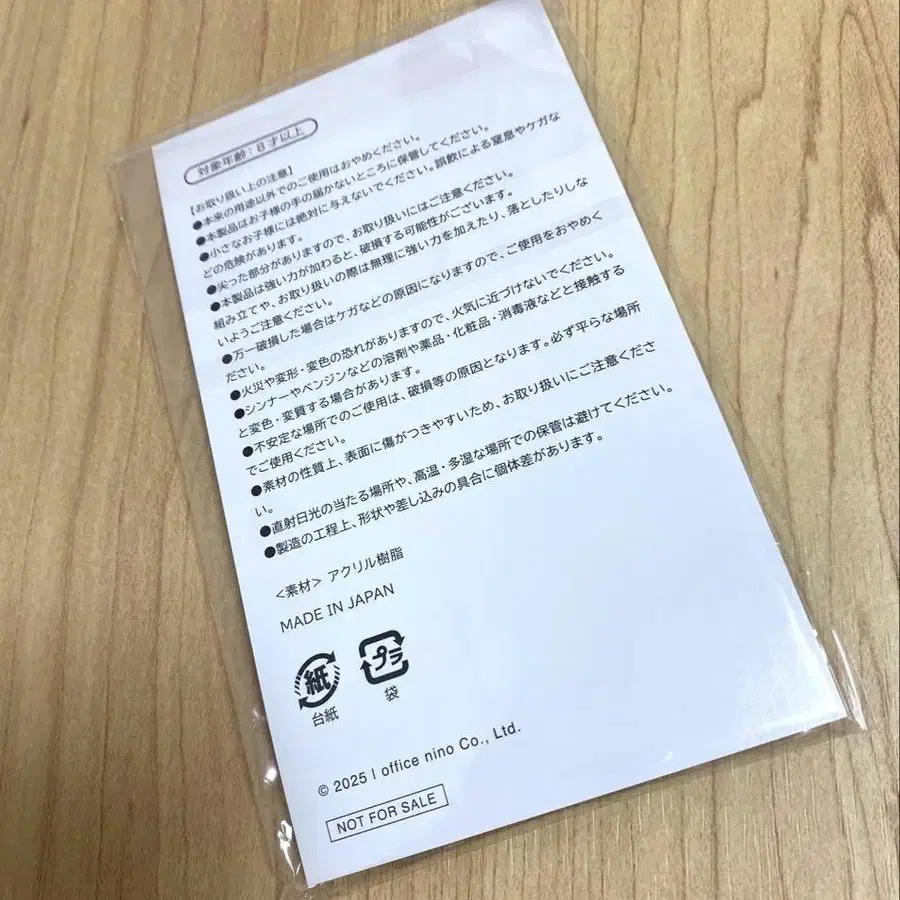 対象年齢:8才以上
【お取り扱い上の注意】
●本来の用途以外でのご使用はおやめください。
●本製品はお子様の手の届かないところに保管してください。
●小さなお子様には絶対に与えないでください。誤飲による窒息やケガな
どの危険があります。
●尖った部分がありますので、お取り扱いにはご注意ください。
●本製品は強い力が加わると、破損する可能性がございます。
組み立てや、お取り扱いの際は無理に強い力を加えたり、落としたりしな
いようご注意ください。
●万一破損した場合はケガなどの原因になりますので、ご使用をおやめく
ださい。
●火災や変形・変色の恐れがありますので、火気に近づけないでください。
●シンナーやベンジンなどの溶剤や薬品・化粧品・消毒液などと接触する
と変色・変質する場合があります。
●不安定な場所でのご使用は、破損等の原因となります。必ず平らな場所
でご使用ください。
●素材の性質上、表面に傷がつきやすいため、お取り扱いにご注意くださ
い。
●直射日光の当たる場所や、高温・多湿な場所での保管は避けてください。
●製造の工程上、形状や差し込みの具合に個体差があります。
<素材> アクリル樹脂
MADE IN JAPAN
紙 プラ
台紙 袋
© 2025 I office nino Co., Ltd.
NOT FOR SALE